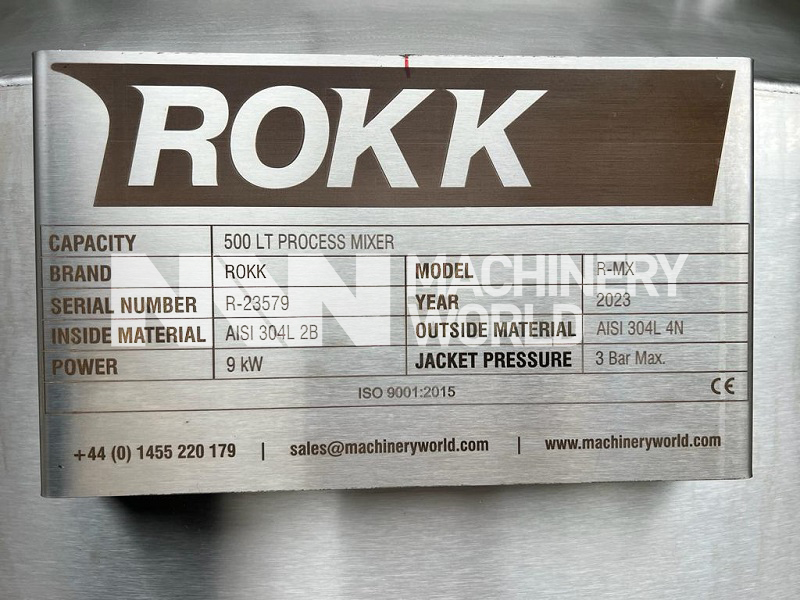 ROKK
CAPACITY 500 LT PROCESS MIXER
BRAND ROKK MODEL R-MX
SERIAL NUMBER R-23579 YEAR 2023
INSIDE MATERIAL AISI 304L 2B OUTSIDE MATERIAL AISI 304L 4N
POWER 9 kW JACKET PRESSURE 3 Bar Max.
ISO 9001:2015 CE
+44 (0) 1455 220 179 | sales@machineryworld.com | www.machineryworld.com
MW MACHINERY
WORLD